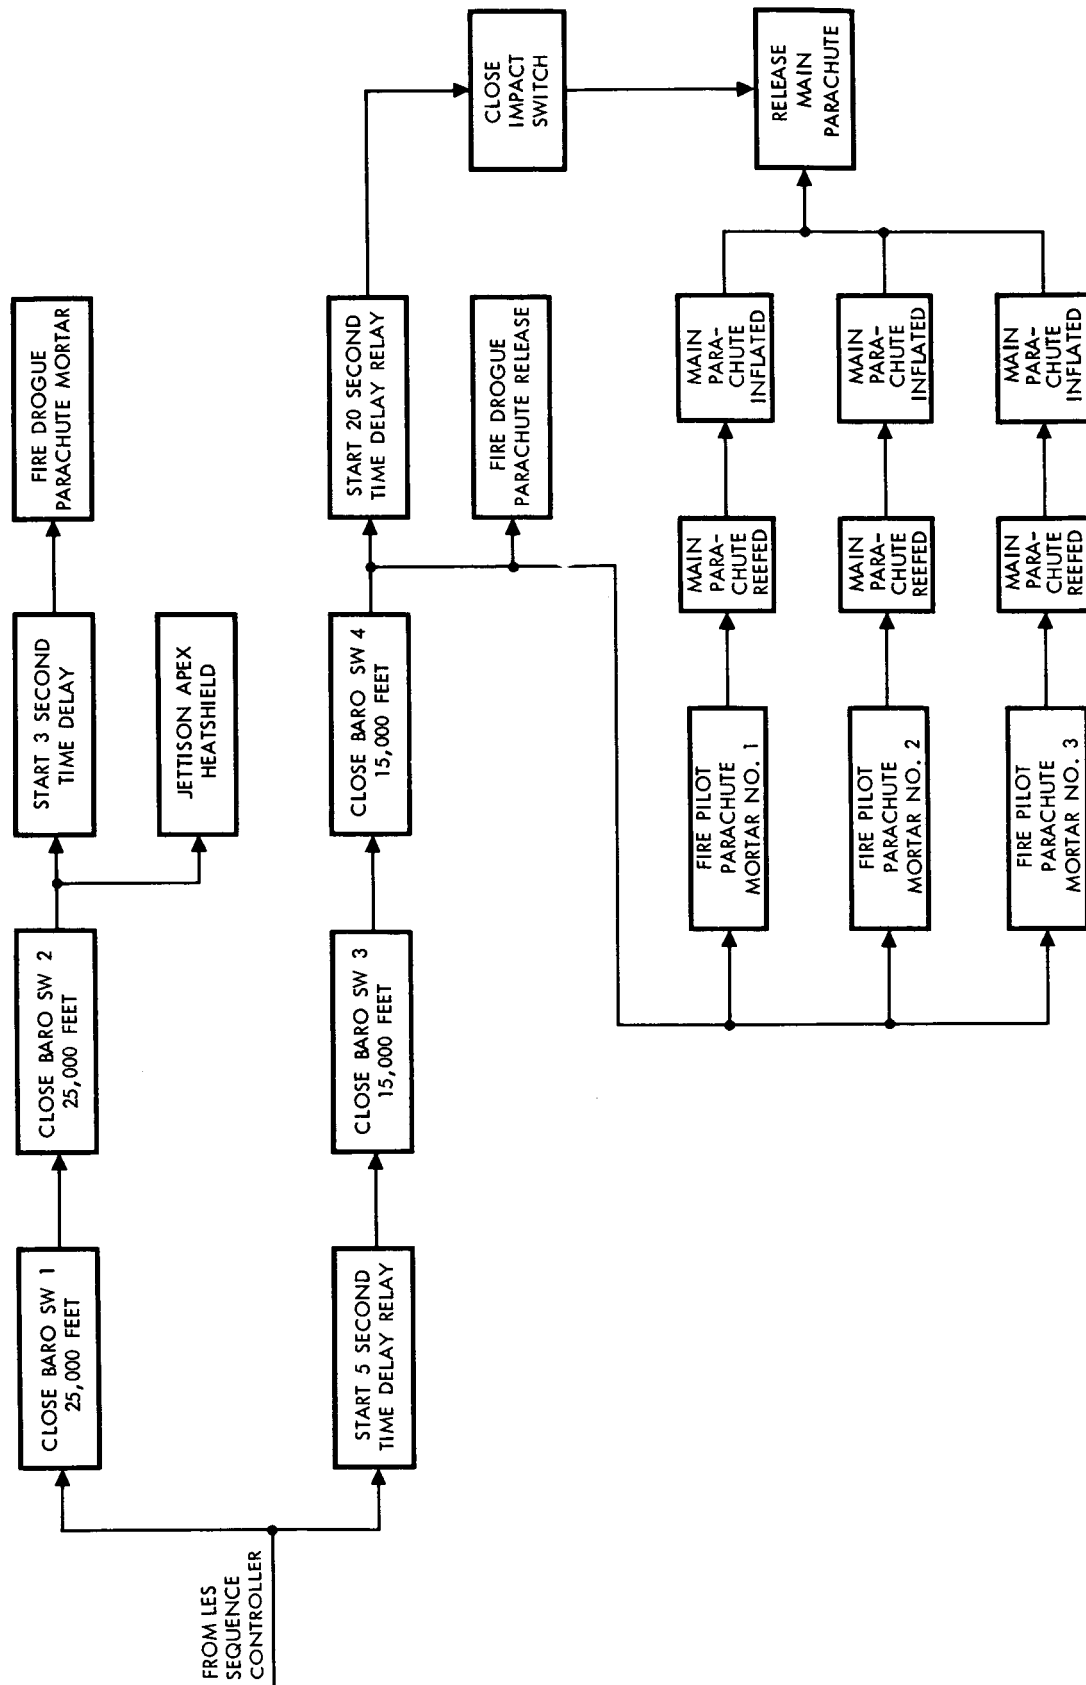 FROM LES
SEQUENCE
CONTROLLER
CLOSE BARO SW 1
25,000 FEET
CLOSE BARO SW 2
25,000 FEET
START 3 SECOND
TIME DELAY
FIRE DROGUE
PARACHUTE MORTAR
JETTISON APEX
HEATSHIELD
START 5 SECOND
TIME DELAY RELAY
CLOSE BARO SW 3
15,000 FEET
CLOSE BARO SW 4
15,000 FEET
START 20 SECOND
TIME DELAY RELAY
FIRE DROGUE
PARACHUTE RELEASE
CLOSE
IMPACT
SWITCH
FIRE PILOT
PARACHUTE
MORTAR NO. 1
MAIN
PARA-
CHUTE
REEFED
MAIN
PARA-
CHUTE
INFLATED
FIRE PILOT
PARACHUTE
MORTAR NO. 2
MAIN
PARA-
CHUTE
REEFED
MAIN
PARA-
CHUTE
INFLATED
FIRE PILOT
PARACHUTE
MORTAR NO. 3
MAIN
PARA-
CHUTE
REEFED
MAIN
PARA-
CHUTE
INFLATED
RELEASE
MAIN
PARACHUTE